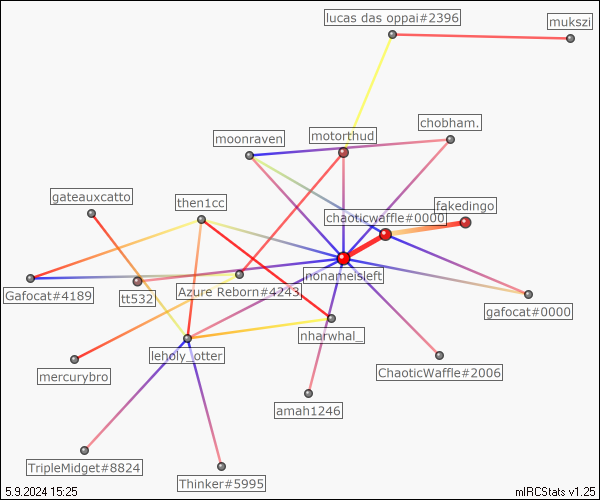 lucas das oppai#2396
mukszi
chobham.
motorthud
moonraven
gateauxcatto
then1cc
fakedingo
chaoticwaffle#0000
nonameisleft
Gafocat#4189
tt532
Azure Reborn#4243
gafocat#0000
nharwhal_
leholy_otter
mercurybro
ChaoticWaffle#2006
amah1246
TripleMidget#8824
Thinker#5995
5.9.2024 15:25
mIRCStats v1.25